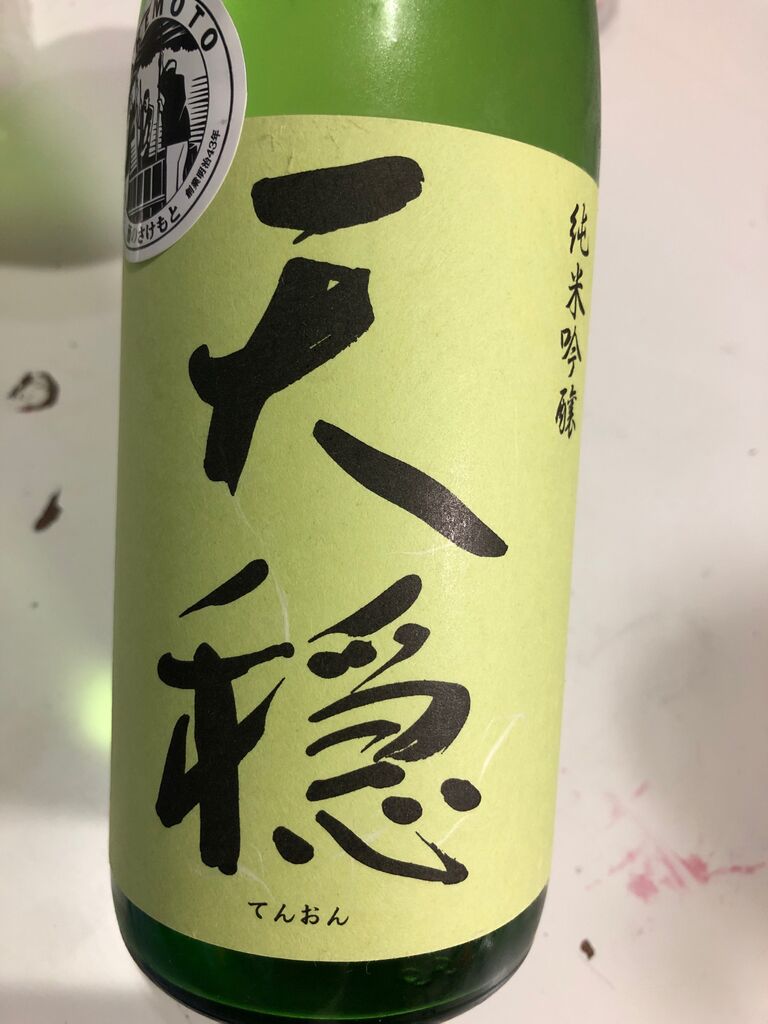 創業明治43年
のさけもと
純米吟醸
天穏
てんおん